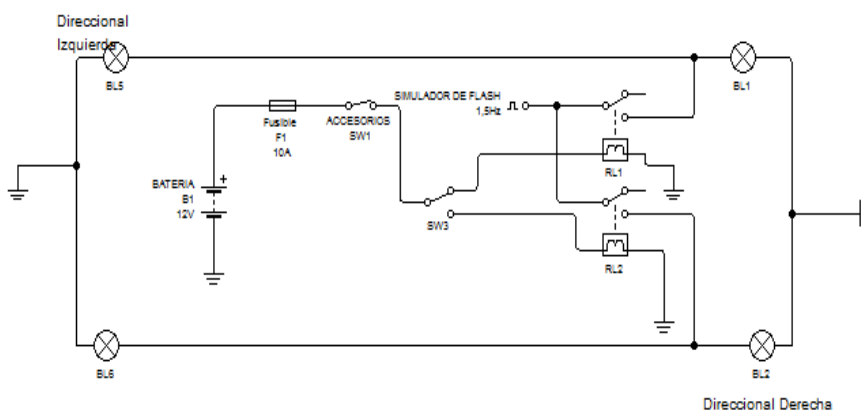 Direccional
Izquierda
BL5
BL1
SIMULADOR DE FLASH
1,5Hz
Fusible
F1
10A
ACCESORIOS
SW1
RL1
BATERIA
B1
12V
+
SW3
RL2
BL6
BL2
Direccional Derecha